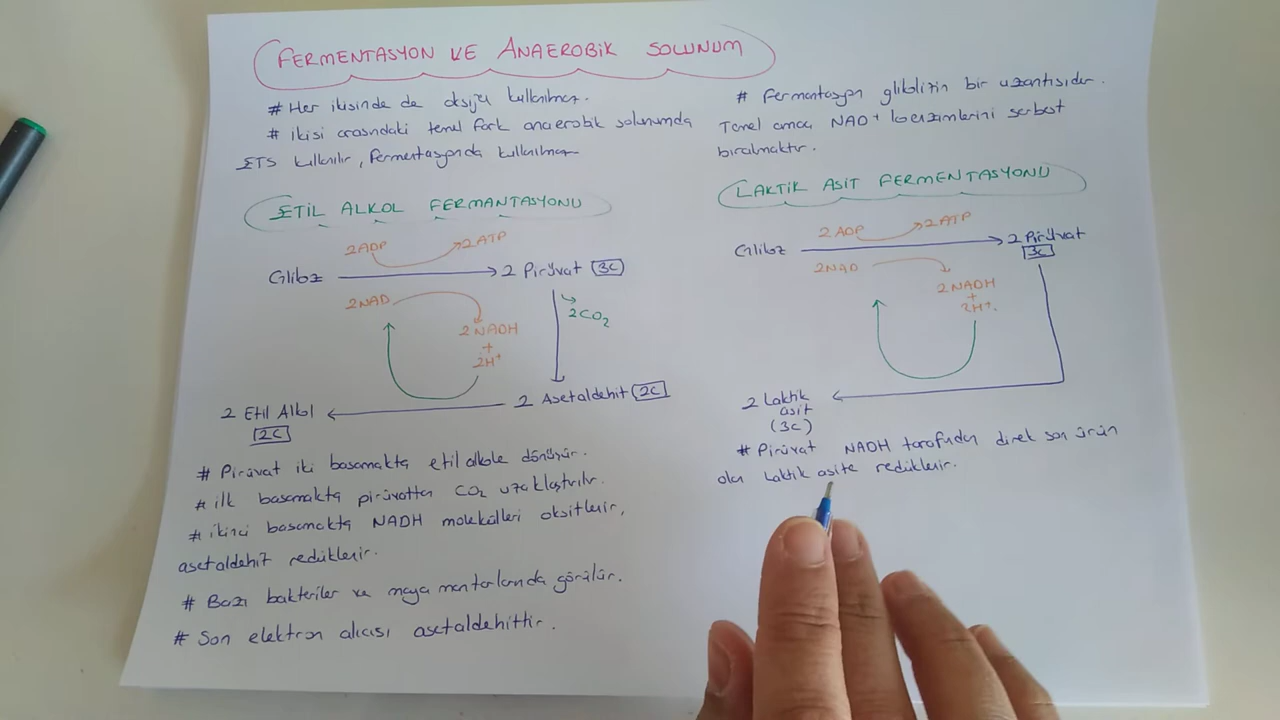 FERMENTASYON VE ANAEROBİK SOLUNUM
# Her ikisinde de oksijen kullanılmaz.
# ikisi arasındaki temel fark anaerobik solunumda
ETS kullanılır, fermentasyonda kullanılmaz
# Fermantasyon glikolizin bir uzantısıdır.
Temel amaç NAD+ koenzimlerini serbest
bırakmaktır.
ETİL ALKOL FERMANTASYONU
2ADP
2ATP
Glikoz
2 Pirüvat 3C
2NAD
2 NADH
+
2H+
2CO2
2 Asetaldehit 2C
2 Etil Alkol
2C
# Pirüvat iki basamakta etil alkole dönüşür.
# ilk basamakta pirüvattan CO2 uzaklaştırılır.
# ikinci basamakta NADH molekülleri oksitlenir,
asetaldehit redüklenir.
# Bazı bakteriler ve maya mantarlarında görülür.
# Son elektron alıcısı asetaldehittir.
LAKTİK ASİT FERMENTASYONU
2 ADP
2 ATP
Glikoz
2 Pirüvat
3C
2NAD
2 NADH
+
2H+.
2 Laktik
asit
(3C)
# Pirüvat NADH tarafından direk son ürün
olan laktik asite redüklenir.